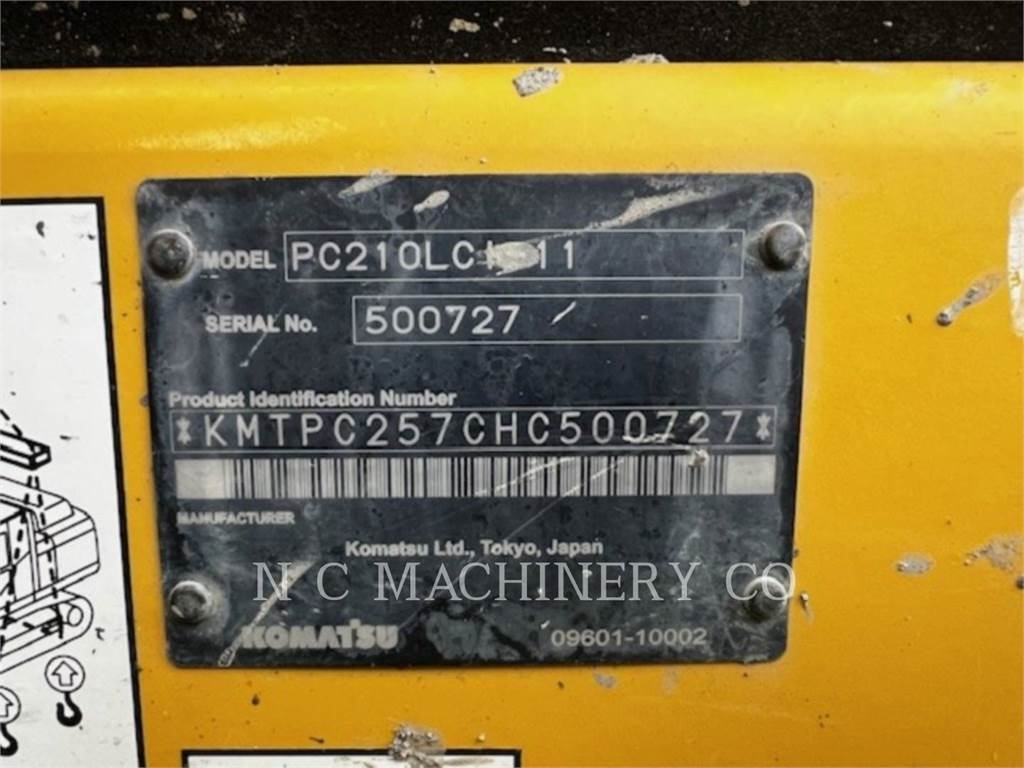 MODEL PC210LCI-11
SERIAL No. 500727
Product Identification Number
*KMTPC257CHC500727*
MANUFACTURER
Komatsu Ltd., Tokyo, Japan
N C MACHINERY CO
KOMATSU 09601-10002